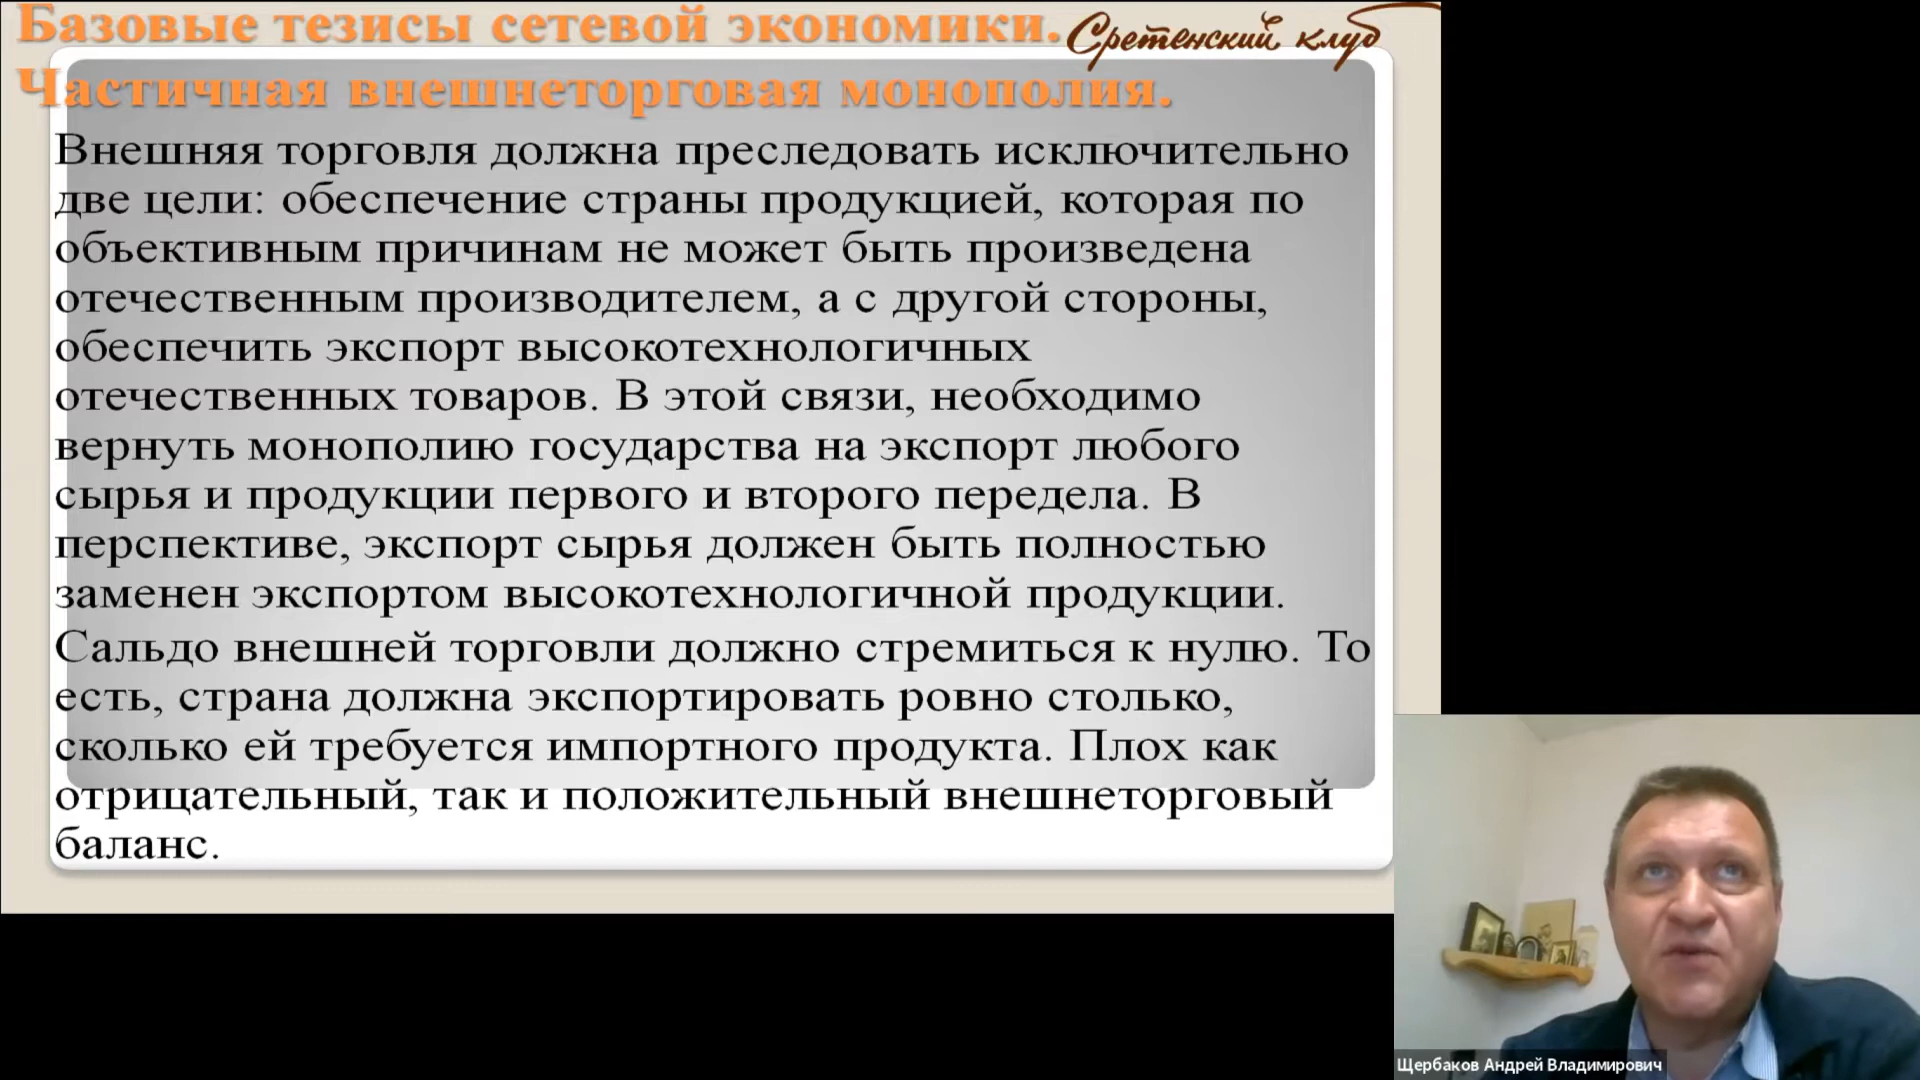 Базовые тезисы сетевой экономики.
Сретенский клуб
Частичная внешнеторговая монополия.
Внешняя торговля должна преследовать исключительно
две цели: обеспечение страны продукцией, которая по
объективным причинам не может быть произведена
отечественным производителем, а с другой стороны,
обеспечить экспорт высокотехнологичных
отечественных товаров. В этой связи, необходимо
вернуть монополию государства на экспорт любого
сырья и продукции первого и второго передела. В
перспективе, экспорт сырья должен быть полностью
заменен экспортом высокотехнологичной продукции.
Сальдо внешней торговли должно стремиться к нулю. То
есть, страна должна экспортировать ровно столько,
сколько ей требуется импортного продукта. Плох как
отрицательный, так и положительный внешнеторговый
баланс.
Щербаков Андрей Владимирович